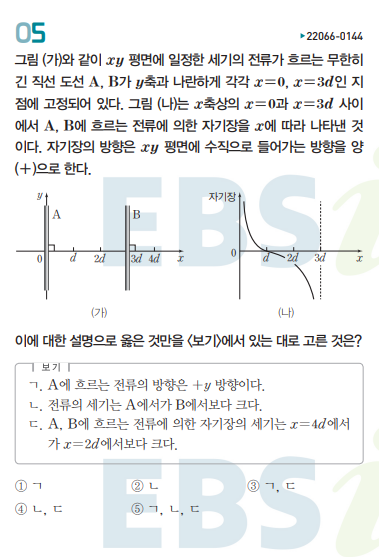 05
▶22066-0144
그림 (가)와 같이 xy 평면에 일정한 세기의 전류가 흐르는 무한히
긴 직선 도선 A, B가 y축과 나란하게 각각 x=0, x=3d인 지
점에 고정되어 있다. 그림 (나)는 x축상의 x=0과 x=3d 사이
에서 A, B에 흐르는 전류에 의한 자기장을 x에 따라 나타낸 것
이다. 자기장의 방향은 xy 평면에 수직으로 들어가는 방향을 양
(+)으로 한다.
y A B
0 d 2d 3d 4d x
(가)
자기장
0 d 2d 3d x
(나)
이에 대한 설명으로 옳은 것만을 〈보기〉에서 있는 대로 고른 것은?
| 보기 |
ㄱ. A에 흐르는 전류의 방향은 +y 방향이다.
ㄴ. 전류의 세기는 A에서가 B에서보다 크다.
ㄷ. A, B에 흐르는 전류에 의한 자기장의 세기는 x=4d에서
가 x=2d에서보다 크다.
① ㄱ ② ㄴ ③ ㄱ, ㄷ
④ ㄴ, ㄷ ⑤ ㄱ, ㄴ, ㄷ
EBSi
EBS